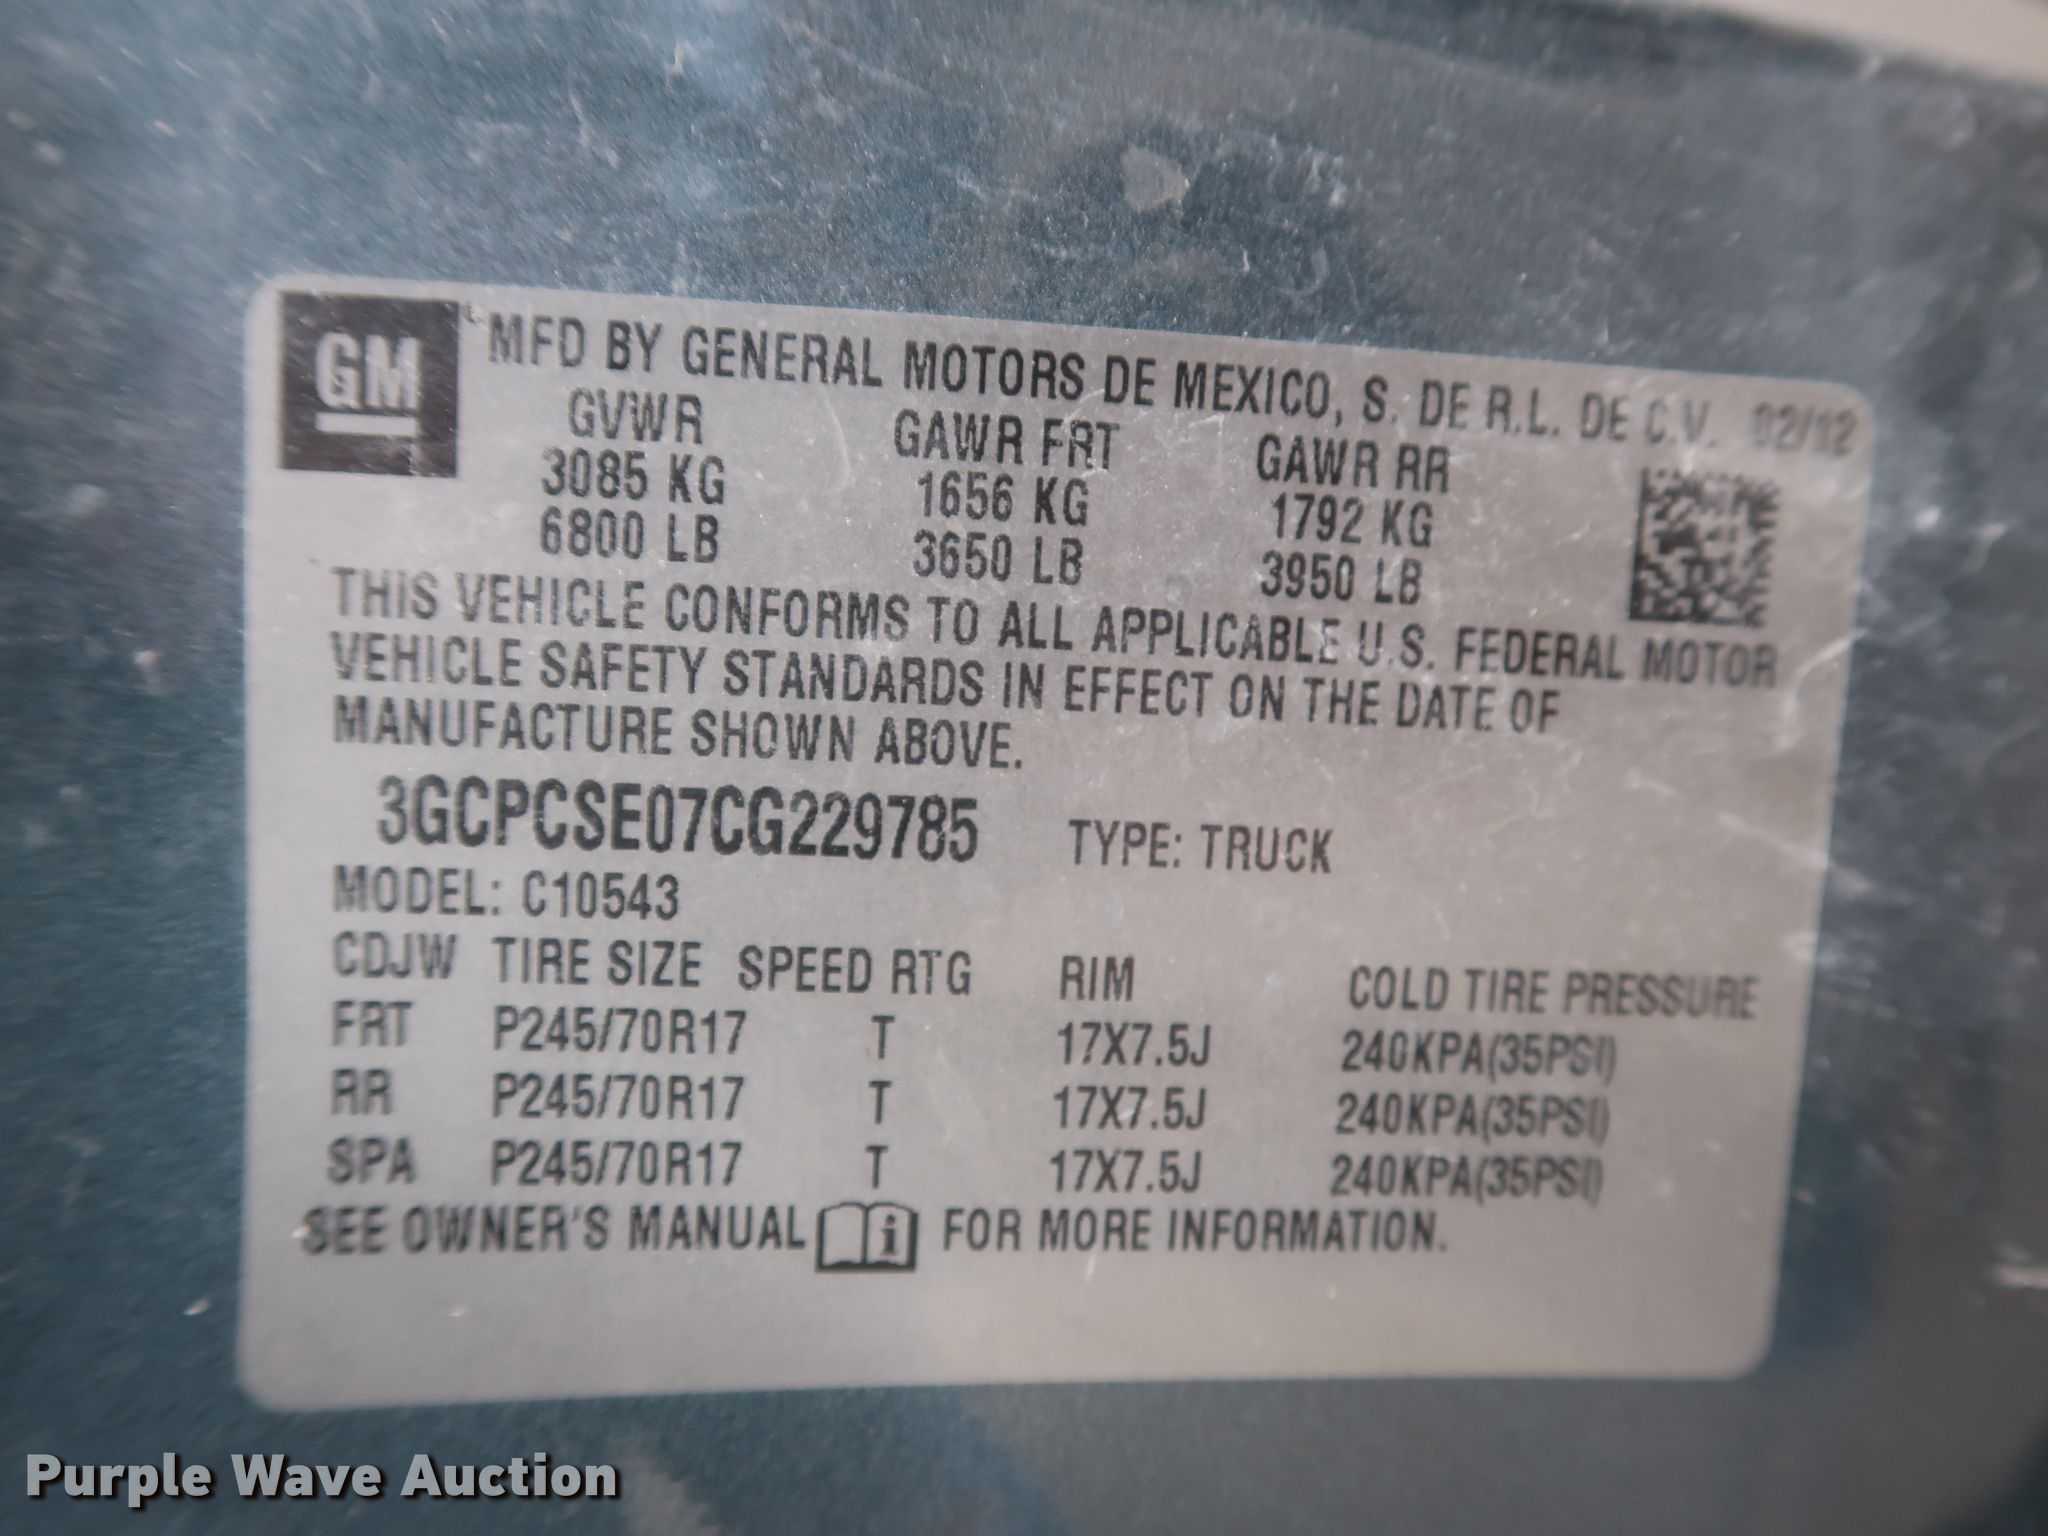 GM
MFD BY GENERAL MOTORS DE MEXICO, S. DE R.L. DE C.V. 02/12
GVWR GAWR FRT GAWR RR
3085 KG 1656 KG 1792 KG
6800 LB 3650 LB 3950 LB
THIS VEHICLE CONFORMS TO ALL APPLICABLE U.S. FEDERAL MOTOR
VEHICLE SAFETY STANDARDS IN EFFECT ON THE DATE OF
MANUFACTURE SHOWN ABOVE.
3GCPCSE07CG229785 TYPE: TRUCK
MODEL: C10543
CDJW TIRE SIZE SPEED RTG RIM COLD TIRE PRESSURE
FRT P245/70R17 T 17X7.5J 240KPA(35PSI)
RR P245/70R17 T 17X7.5J 240KPA(35PSI)
SPA P245/70R17 T 17X7.5J 240KPA(35PSI)
SEE OWNER'S MANUAL i FOR MORE INFORMATION.
Purple Wave Auction